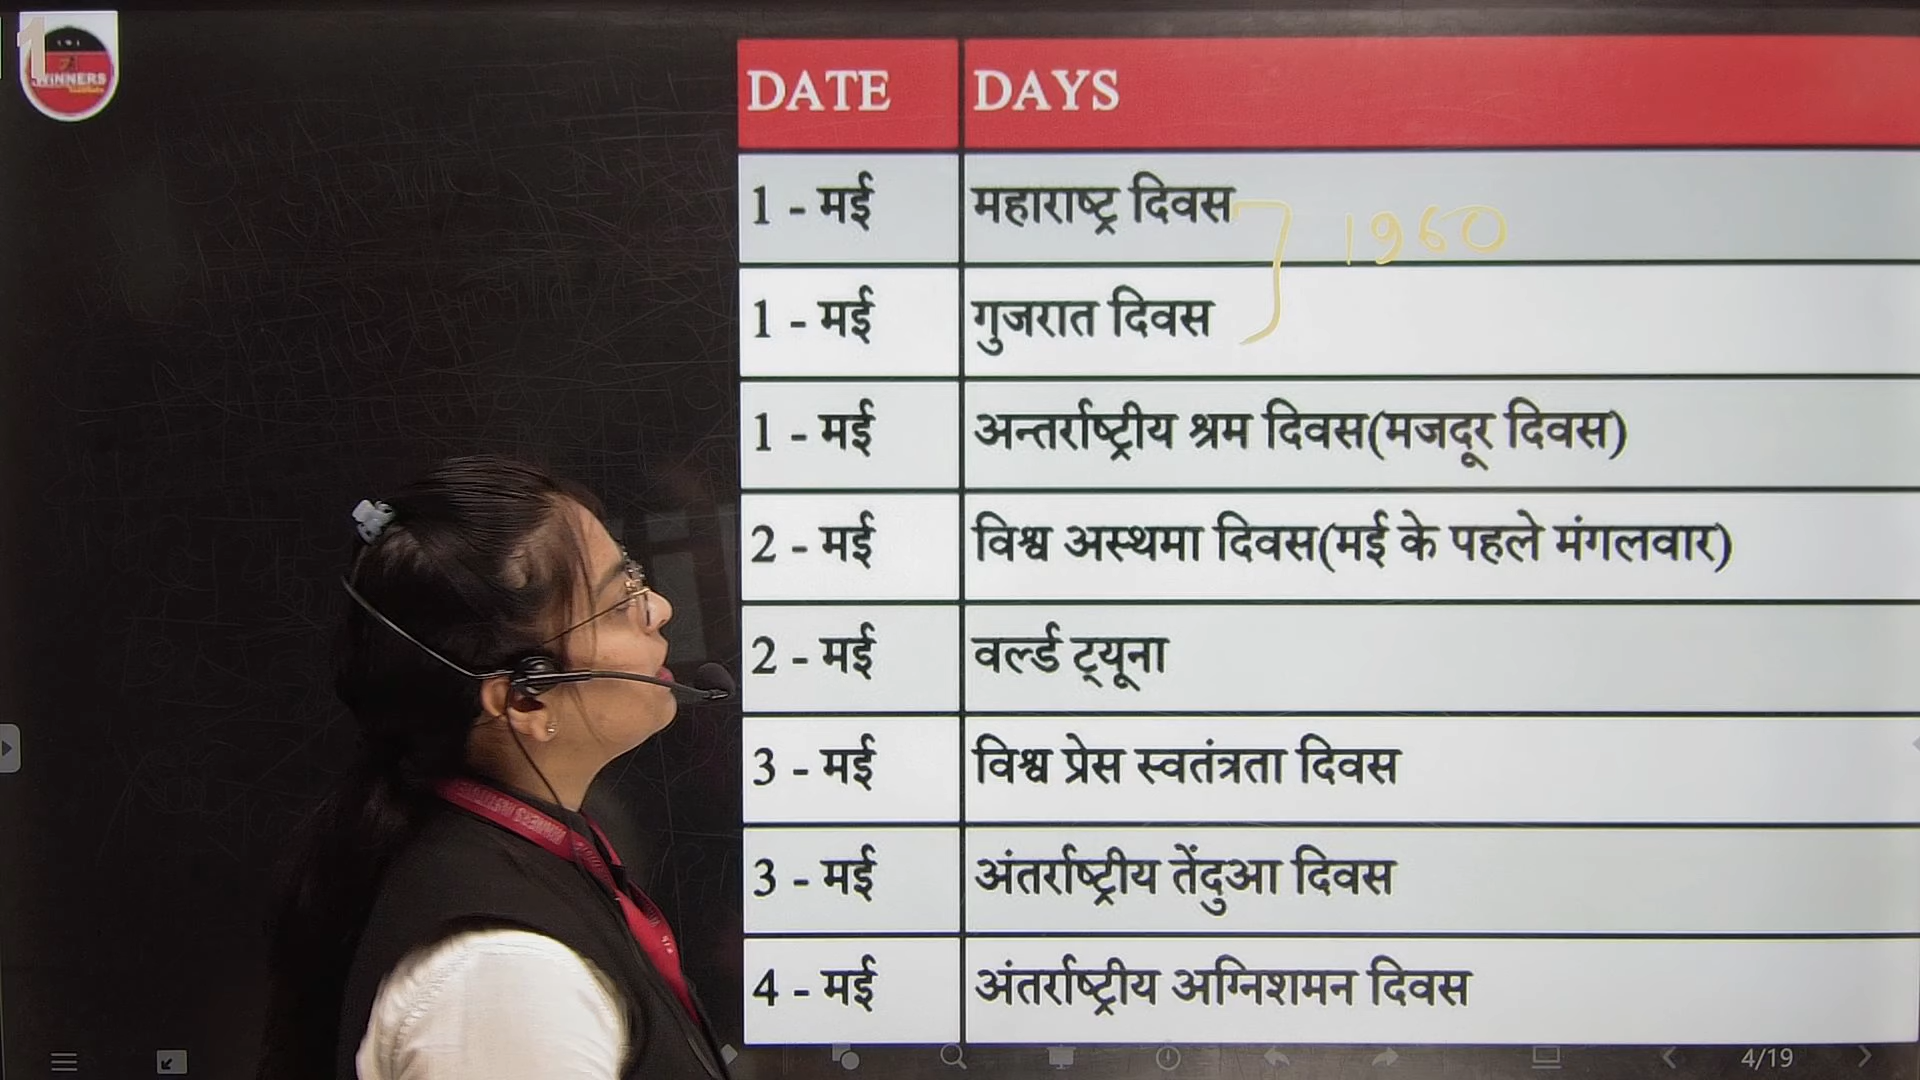 1
WiNNERS
DATE DAYS
1 - मई महाराष्ट्र दिवस
1960
1 - मई गुजरात दिवस
1 - मई अन्तर्राष्ट्रीय श्रम दिवस(मजदूर दिवस)
2 - मई विश्व अस्थमा दिवस(मई के पहले मंगलवार)
2 - मई वर्ल्ड ट्यूना
3 - मई विश्व प्रेस स्वतंत्रता दिवस
3 - मई अंतर्राष्ट्रीय तेंदुआ दिवस
4 - मई अंतर्राष्ट्रीय अग्निशमन दिवस
4/19